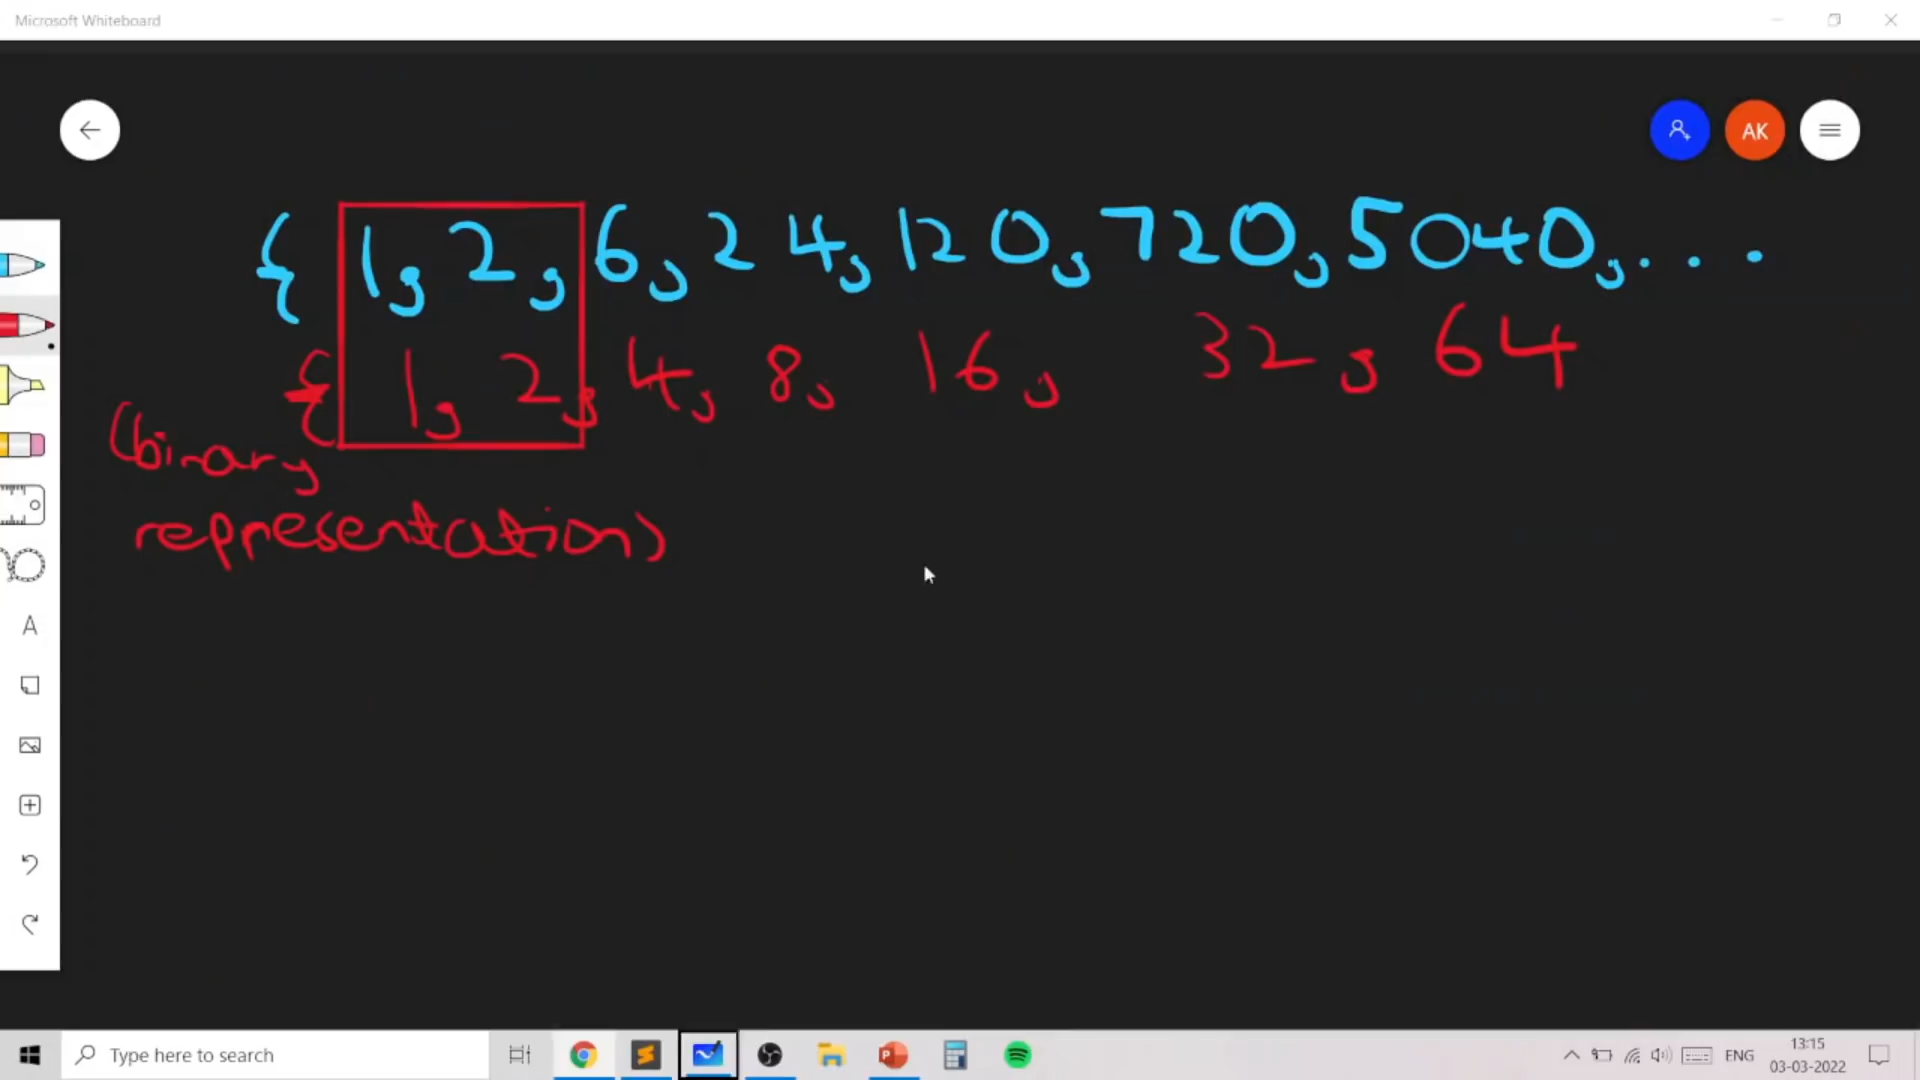 Microsoft Whiteboard
AK
{ 1, 2, 6, 24, 120, 720, 5040, . . .
{ 1, 2, 4, 8, 16, 32, 64
(binary
representation)
A
Type here to search
ENG
13:15
03-03-2022